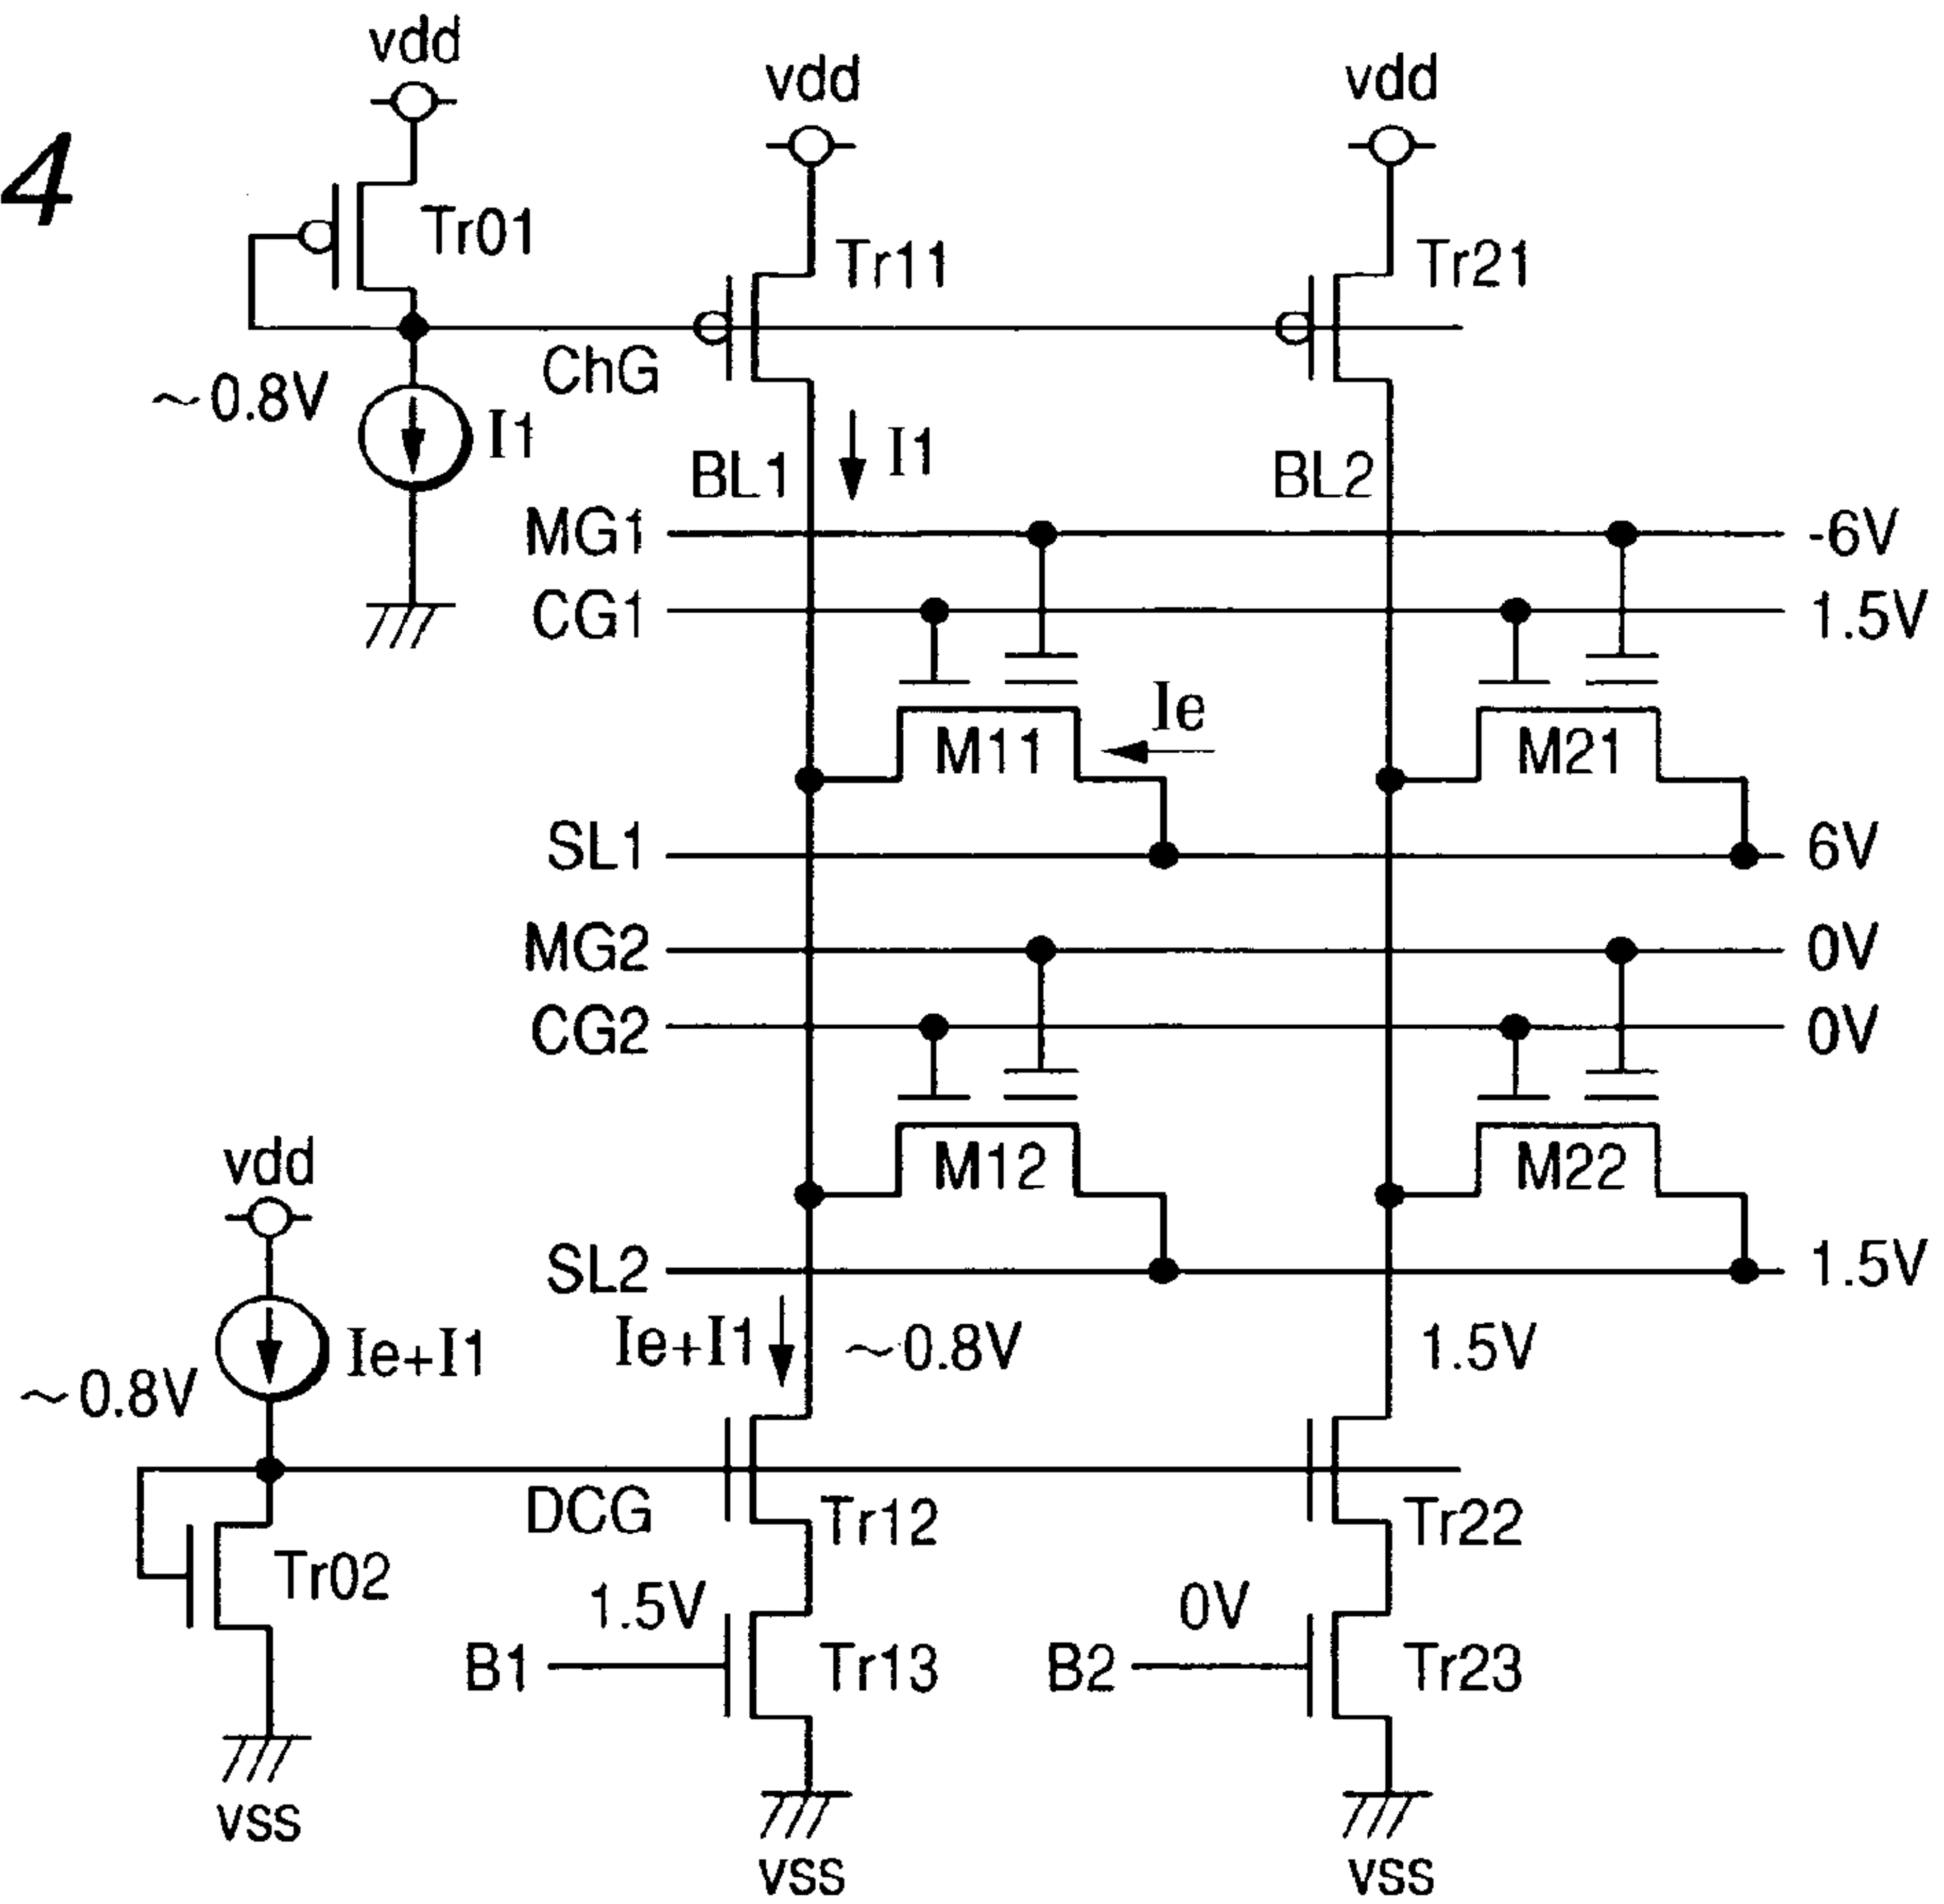 4
vdd
vdd
vdd
Tr01
Tr11
Tr21
ChG
~0.8V
I1
BL1
I1
BL2
MG1
-6V
CG1
1.5V
Ie
M11
M21
SL1
6V
MG2
0V
CG2
0V
M12
M22
vdd
SL2
1.5V
Ie+I1
Ie+I1
~0.8V
1.5V
~0.8V
DCG
Tr12
Tr22
Tr02
1.5V
0V
B1
Tr13
B2
Tr23
vss
vss
vss